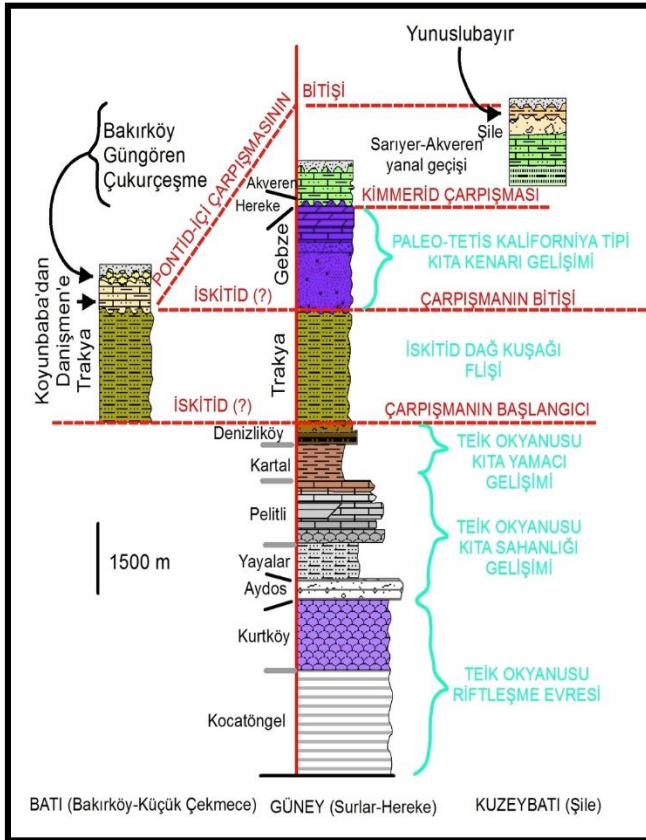 Yunuslubayır
BİTİŞİ
PONTİD-İÇİ ÇARPIŞMASININ
Bakırköy
Güngören
Çukurçeşme
Şile
Sarıyer-Akveren
yanal geçişi
Akveren
KİMMERİD ÇARPIŞMASI
Hereke
Gebze
PALEO-TETİS KALİFORNİYA TİPİ
KITA KENARI GELİŞİMİ
Koyunbaba'dan
Danişmen'e
Trakya
İSKİTİD (?)
ÇARPIŞMANIN BİTİŞİ
Trakya
İSKİTİD DAĞ KUŞAĞI
FLİŞİ
İSKİTİD (?)
ÇARPIŞMANIN BAŞLANGICI
Denizliköy
TEİK OKYANUSU
KITA YAMACI
GELİŞİMİ
Kartal
Pelitli
1500 m
TEİK OKYANUSU
KITA SAHANLIĞI
GELİŞİMİ
Yayalar
Aydos
Kurtköy
TEİK OKYANUSU
RİFTLEŞME EVRESİ
Kocatöngel
BATI (Bakırköy-Küçük Çekmece)
GÜNEY (Surlar-Hereke)
KUZEYBATI (Şile)